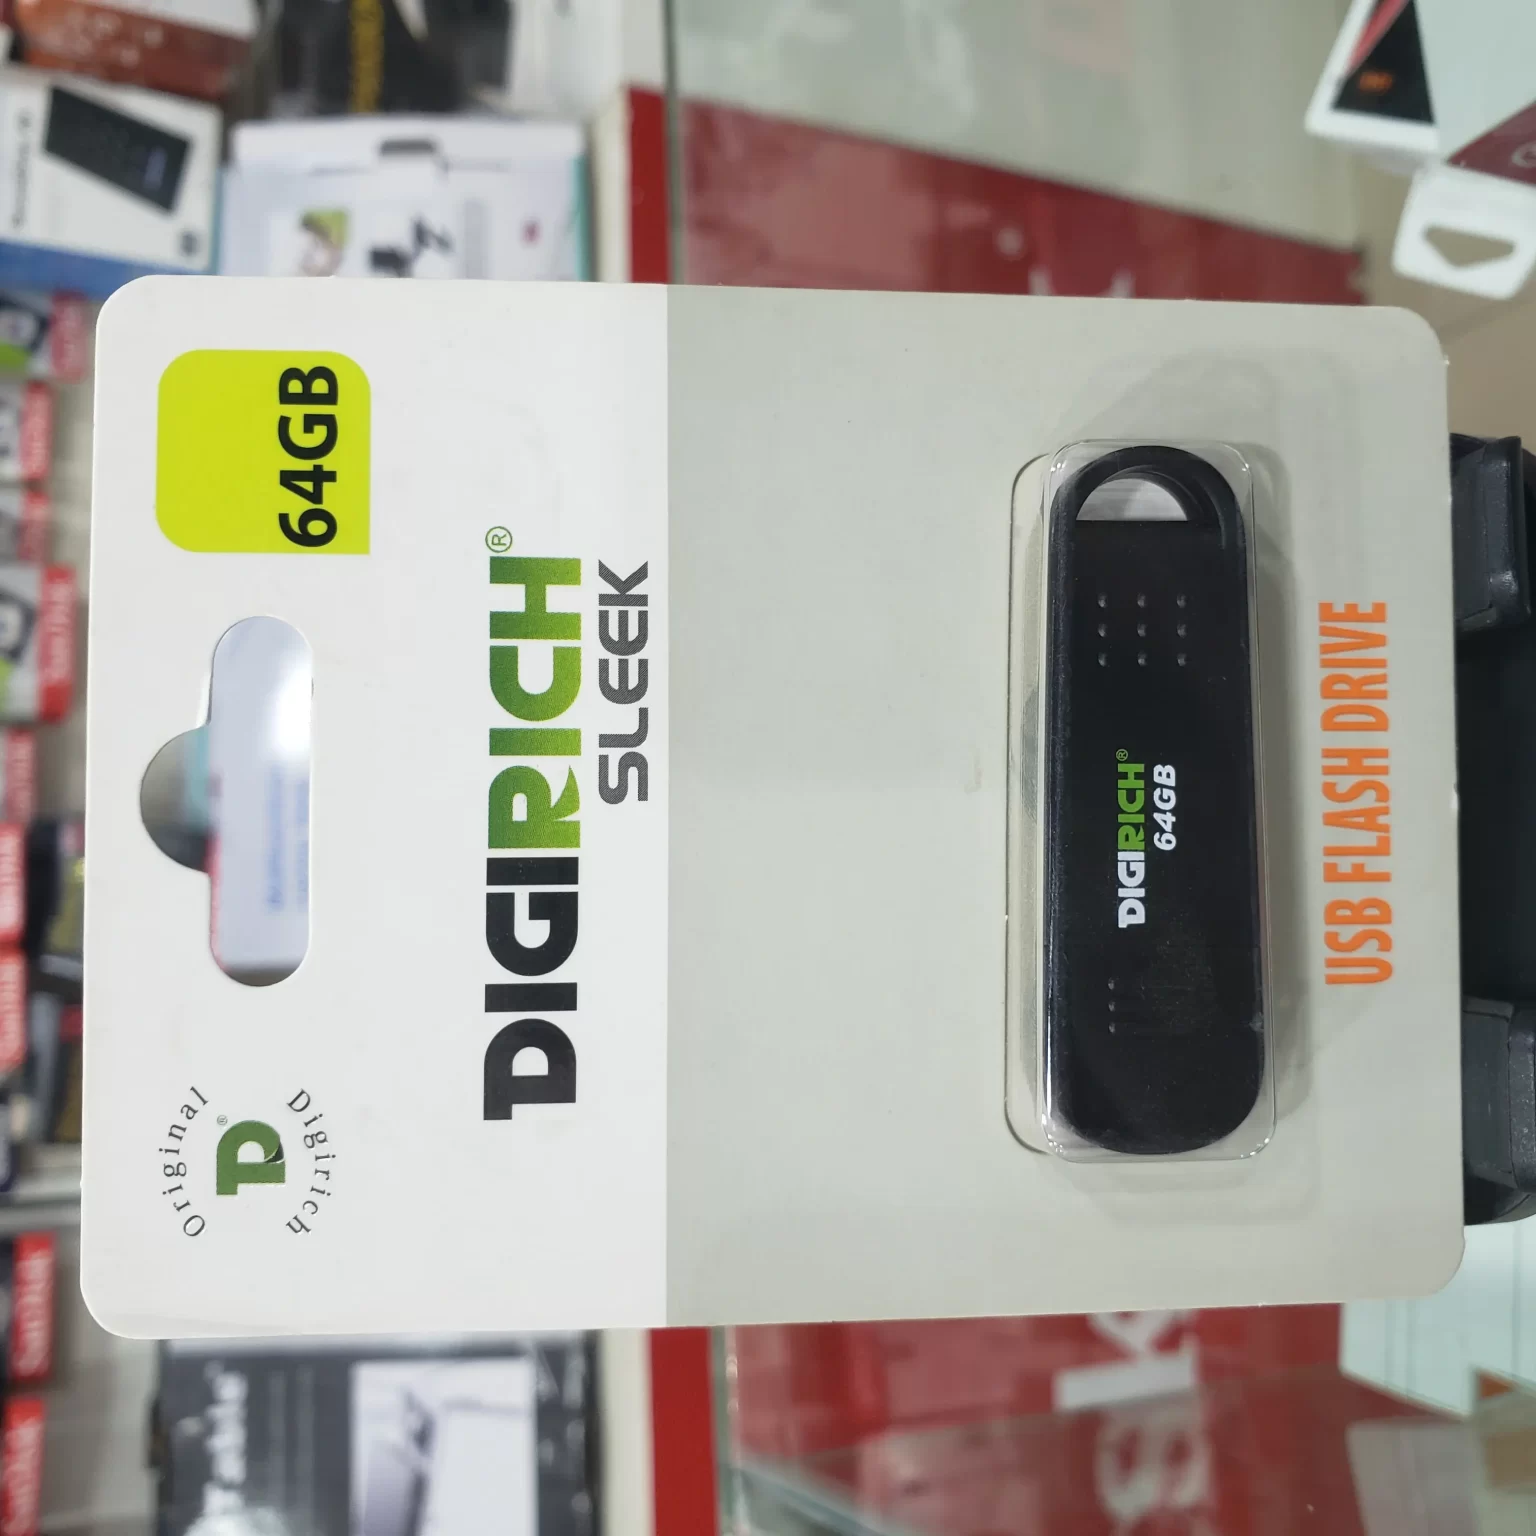 Original
Digirich
64GB
DIGIRICH®
SLEEK
DIGIRICH®
64GB
USB FLASH DRIVE